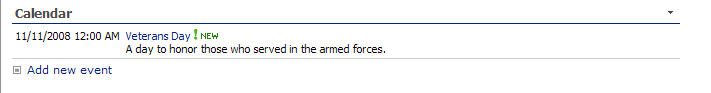 Calendar
11/11/2008 12:00 AM Veterans Day ! NEW
A day to honor those who served in the armed forces.
Add new event